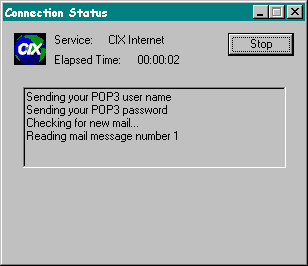 Connection Status
CIX
Service: CIX Internet
Stop
Elapsed Time: 00:00:02
Sending your POP3 user name
Sending your POP3 password
Checking for new mail...
Reading mail message number 1